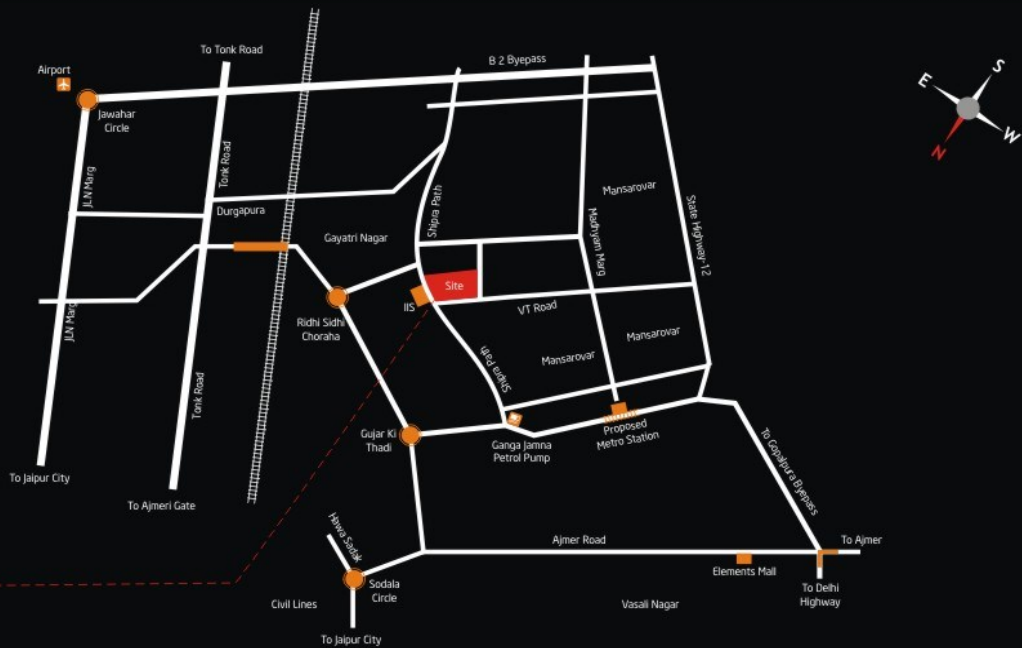 To Tonk Road
B 2 Byepass
Airport
Jawahar
Circle
S
E
W
N
JLN Marg
Tonk Road
Durgapura
Shipra Path
Gayatri Nagar
Mansarovar
Madhyam Marg
State Highway-12
Site
IIS
VT Road
JLN Marg
Ridhi Sidhi
Choraha
Mansarovar
Mansarovar
Shipra Path
Tonk Road
Gujar Ki
Thadi
Ganga Jamna
Petrol Pump
Proposed
Metro Station
To Gopalpura Byepass
To Jaipur City
To Ajmeri Gate
Hawa Sadak
Ajmer Road
To Ajmer
Elements Mall
Sodala
Circle
To Delhi
Highway
Civil Lines
Vasali Nagar
To Jaipur City